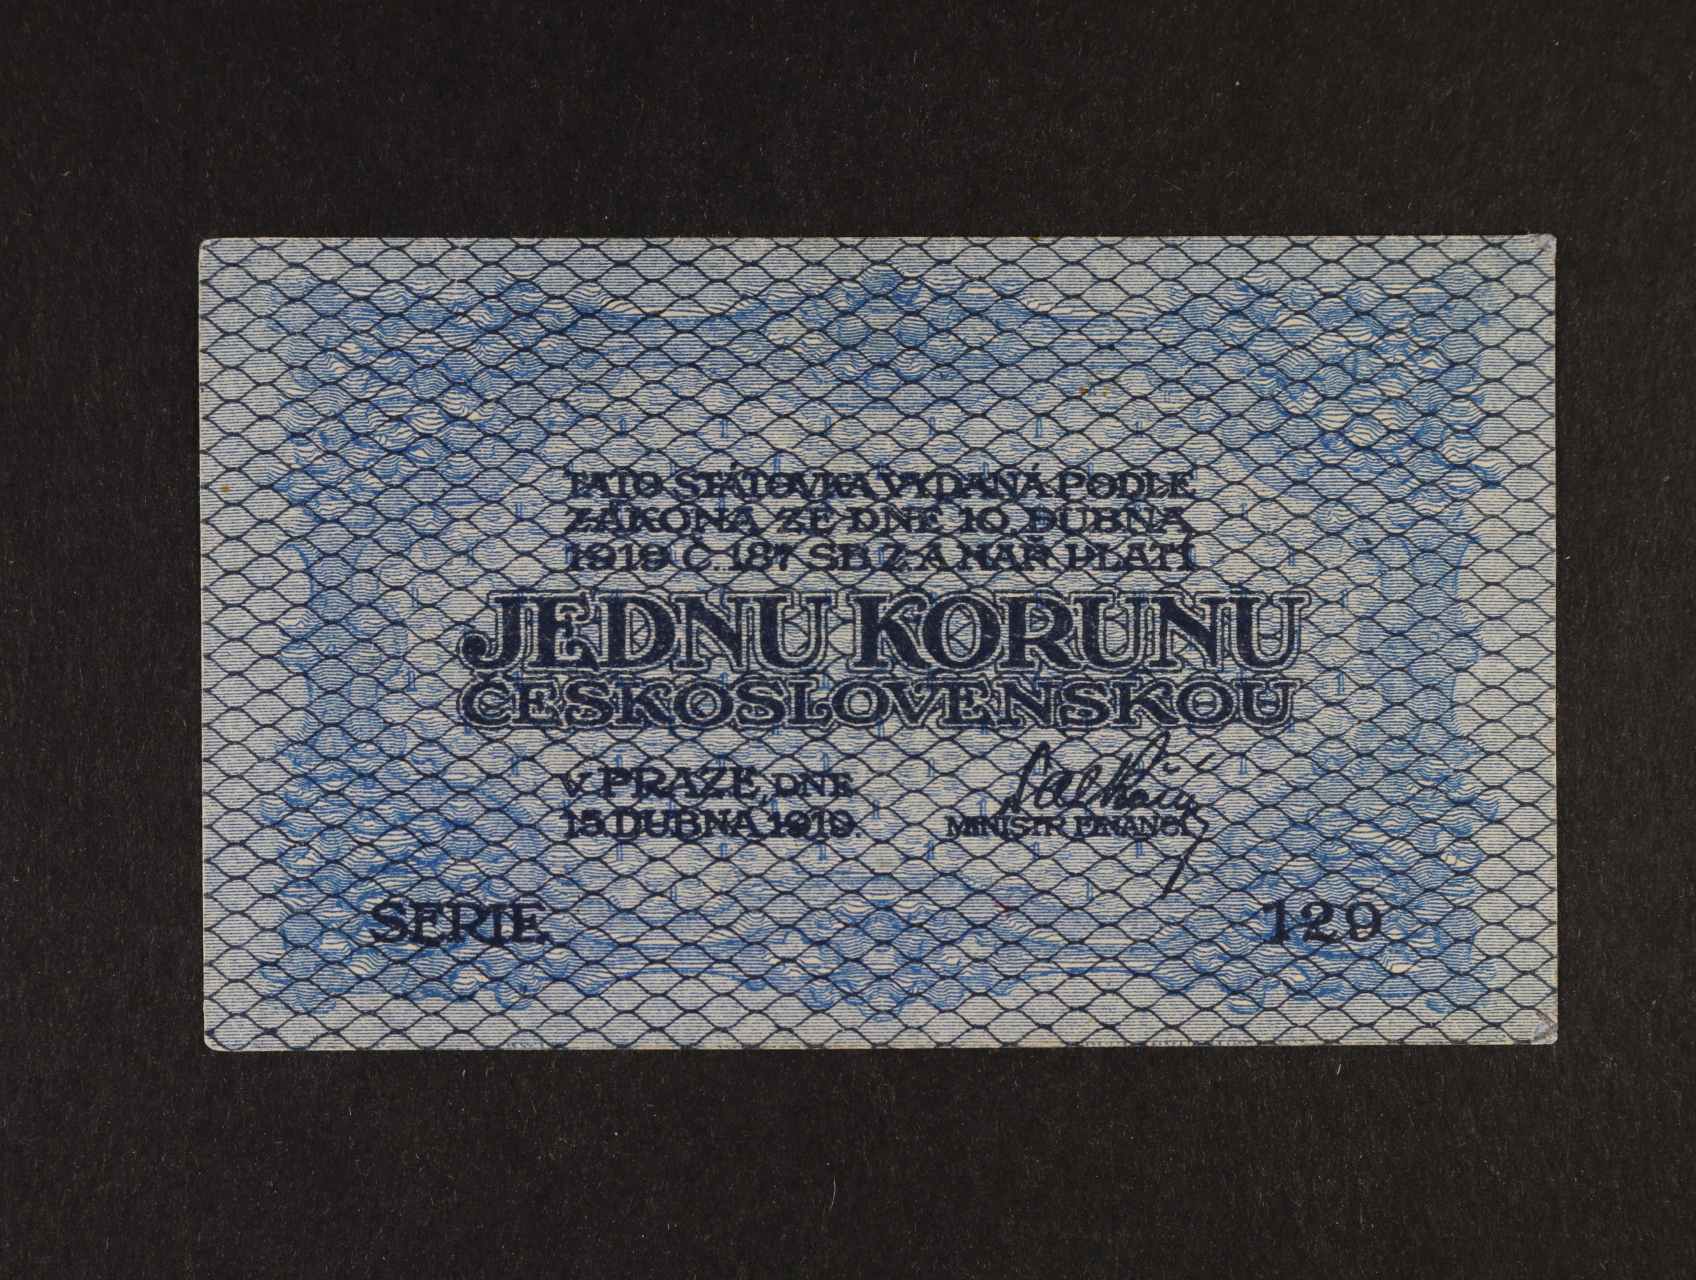 TATO STÁTOVKA VYDANÁ PODLE
ZÁKONA ZE DNE 10. DUBNA
1919 Č. 187 SB. Z. A NAŘ. PLATÍ
JEDNU KORUNU
ČESKOSLOVENSKOU
V PRAZE, DNE
15. DUBNA 1919.
MINISTR FINANCÍ
SERIE 129